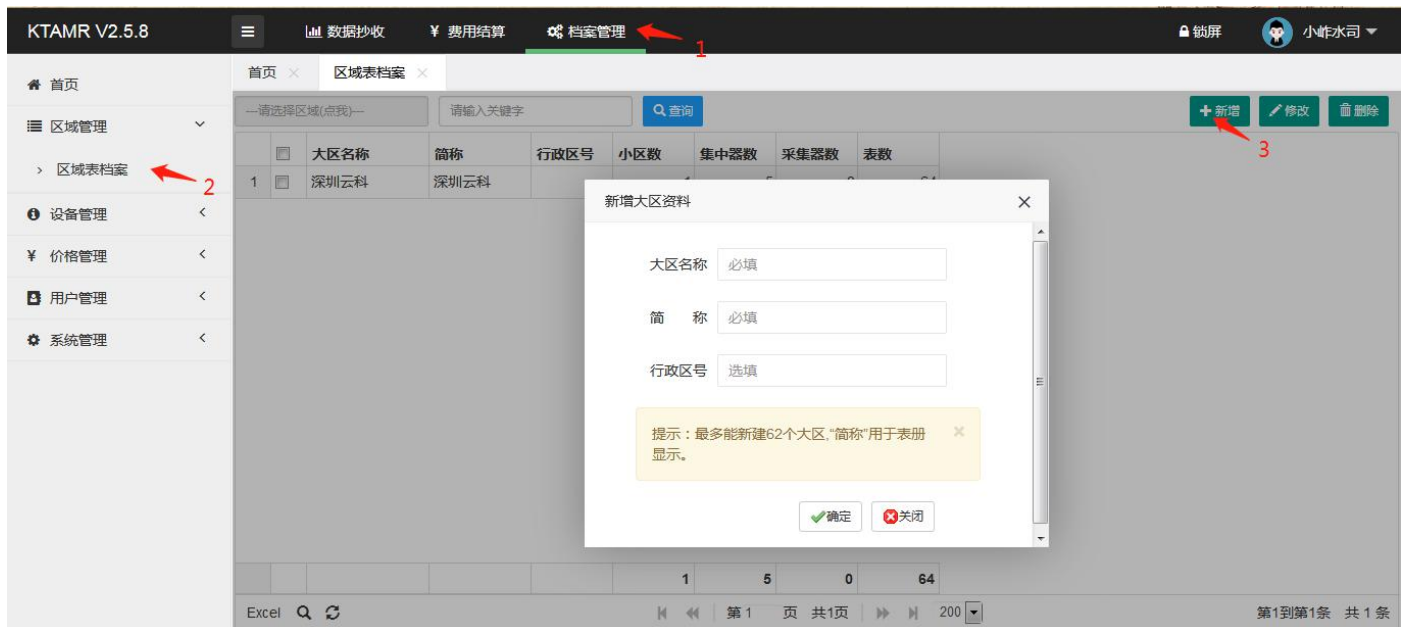 KTAMR V2.5.8 数据抄收 ¥ 费用结算 档案管理 1 锁屏 小岞水司
首页 首页 区域表档案
---请选择区域(点我)--- 请输入关键字 查询 新增 修改 删除
区域管理 3
大区名称 简称 行政区号 小区数 集中器数 采集器数 表数
区域表档案 2
1 深圳云科 深圳云科
新增大区资料
设备管理
¥ 价格管理
大区名称 必填
用户管理
简 称 必填
系统管理
行政区号 选填
提示：最多能新建62个大区,“简称”用于表册
显示。
确定 关闭
1 5 0 64
Excel 第 1 页 共1页 200 第1到第1条 共 1 条